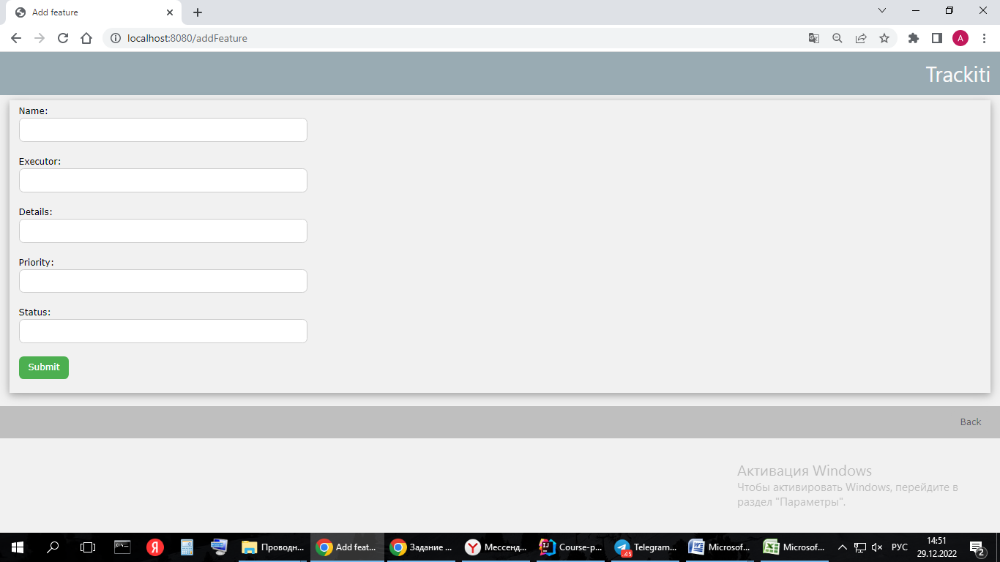 Add feature
localhost:8080/addFeature
A
Trackiti
Name:
Executor:
Details:
Priority:
Status:
Submit
Back
Активация Windows
Чтобы активировать Windows, перейдите в
раздел "Параметры".
Я
Проводн...
Add feat...
Задание ...
Y
Мессенд...
IJ
Course-p...
45
Telegram...
W
Microsof...
X
Microsof...
РУС
14:51
29.12.2022
2